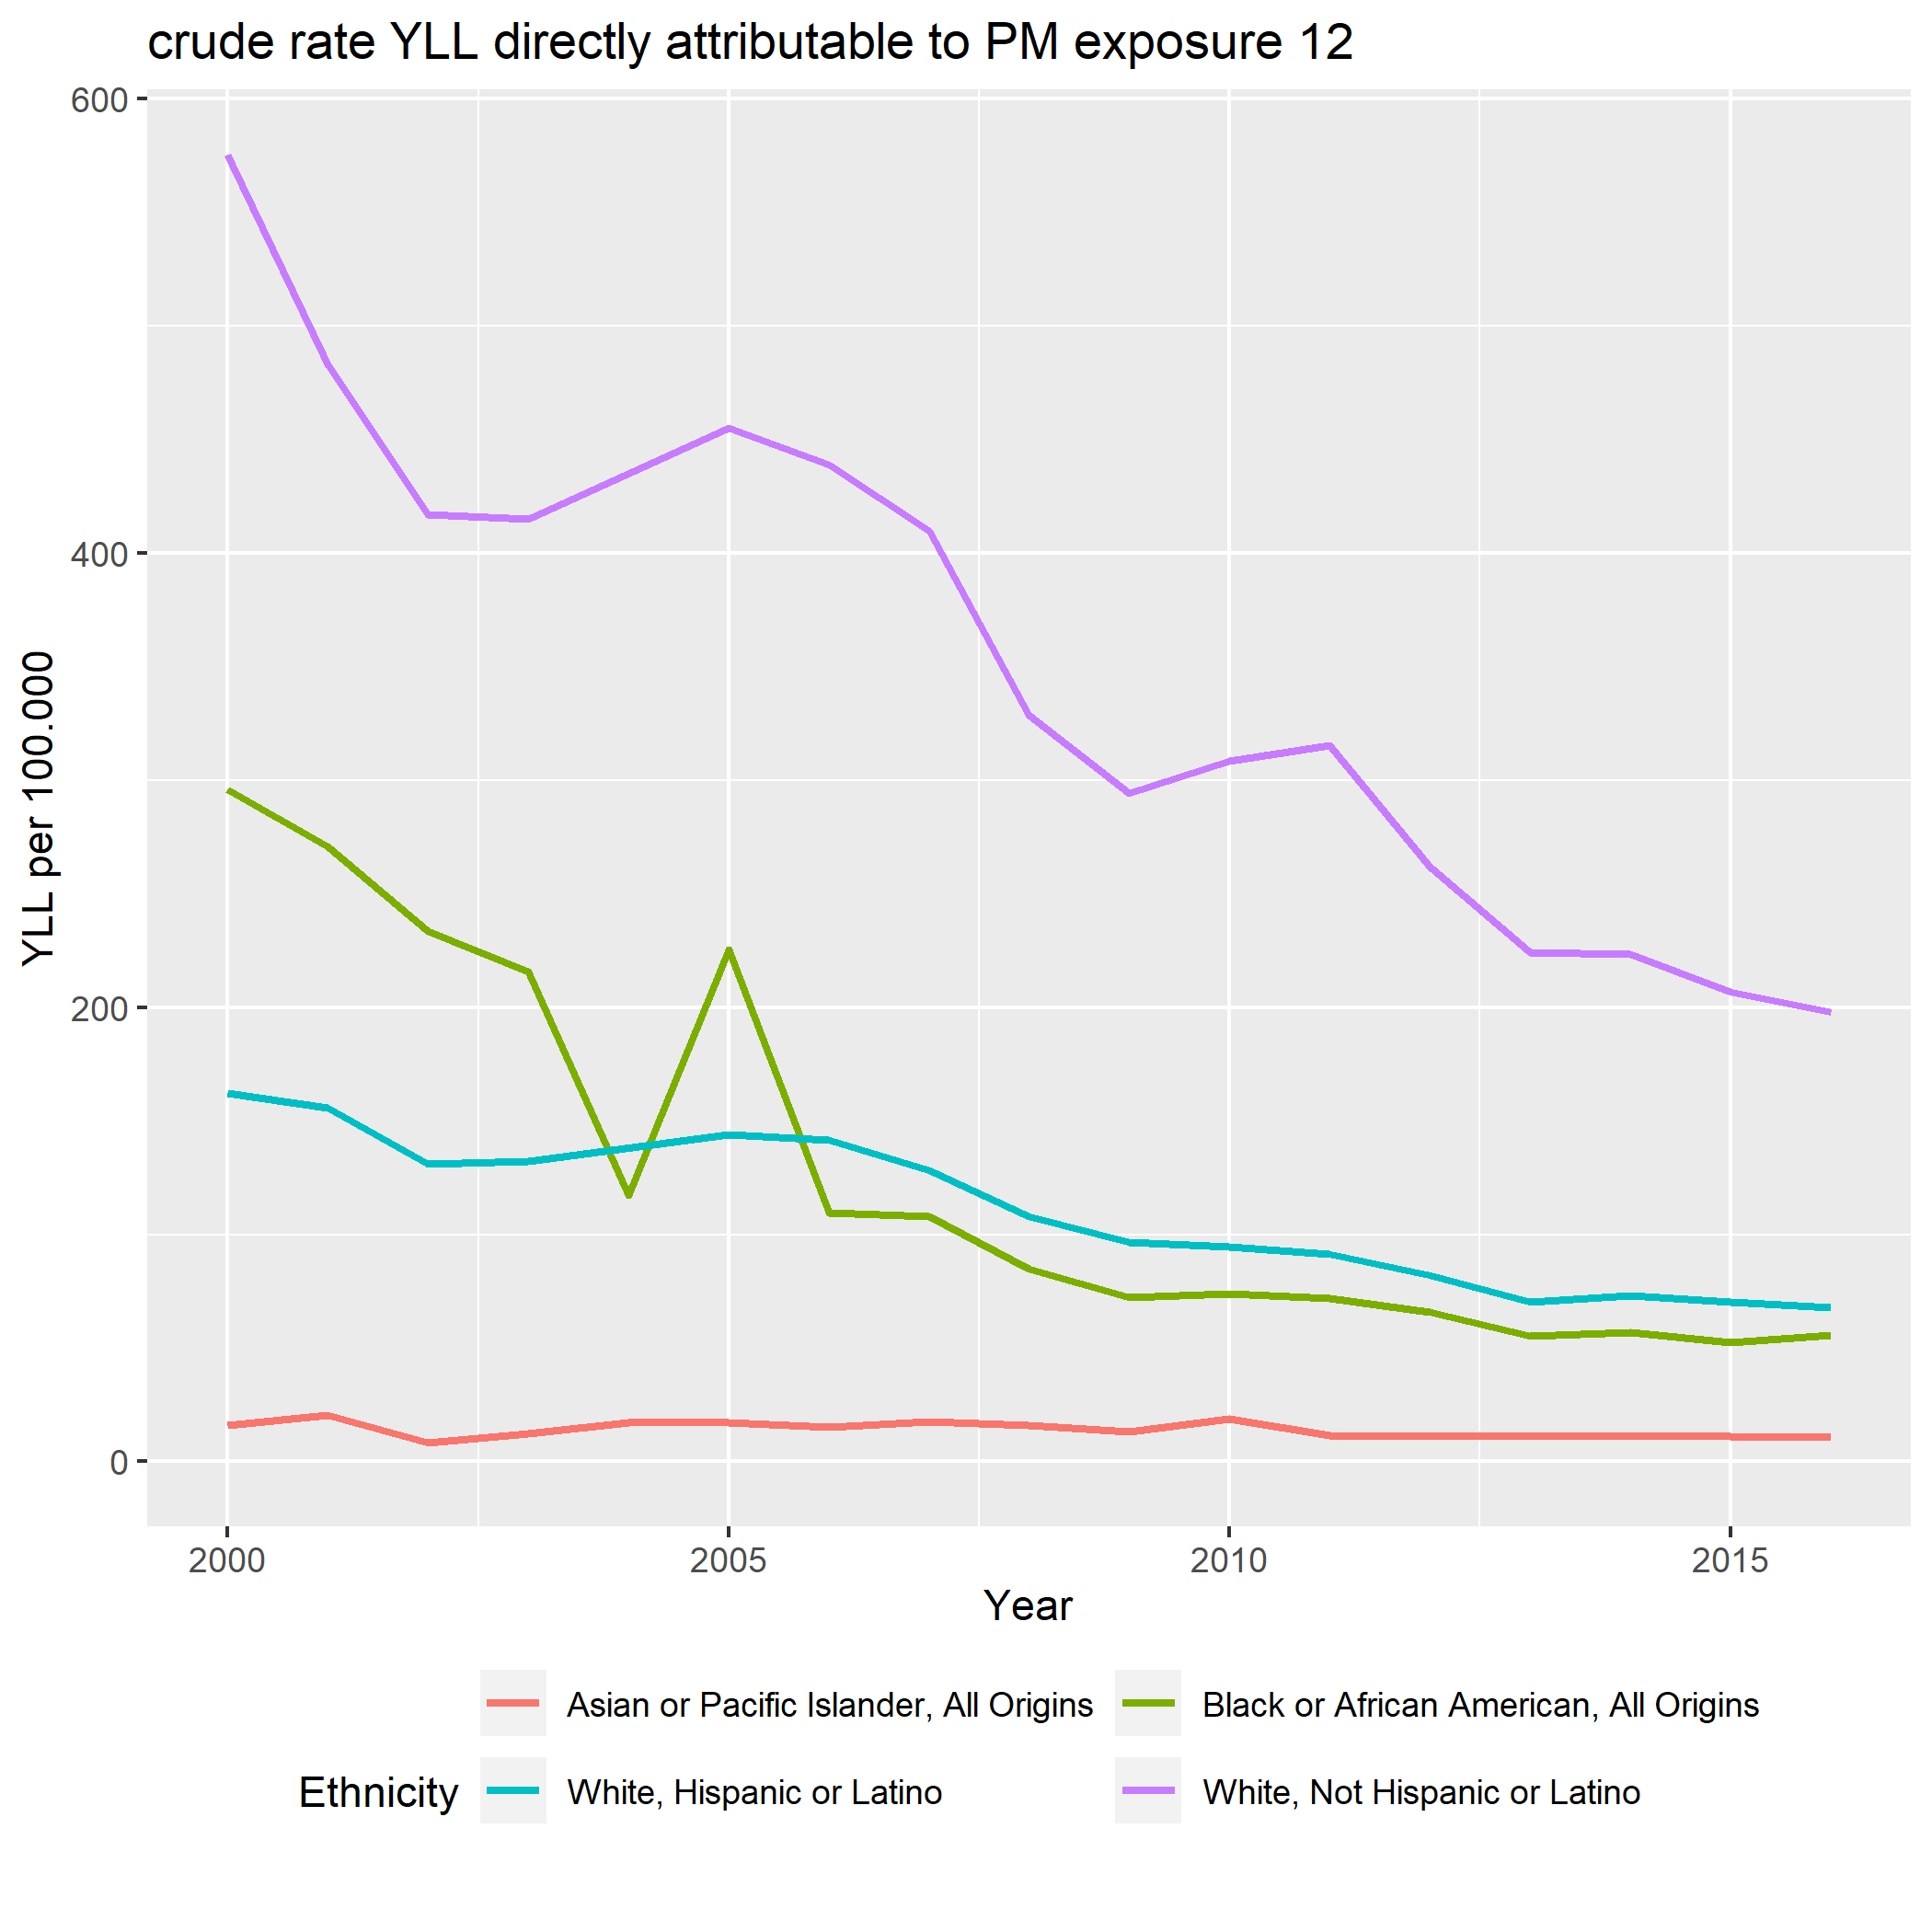 crude rate YLL directly attributable to PM exposure 12
600
400
200
0
YLL per 100.000
2000 2005 2010 2015
Year
Ethnicity
Asian or Pacific Islander, All Origins
Black or African American, All Origins
White, Hispanic or Latino
White, Not Hispanic or Latino